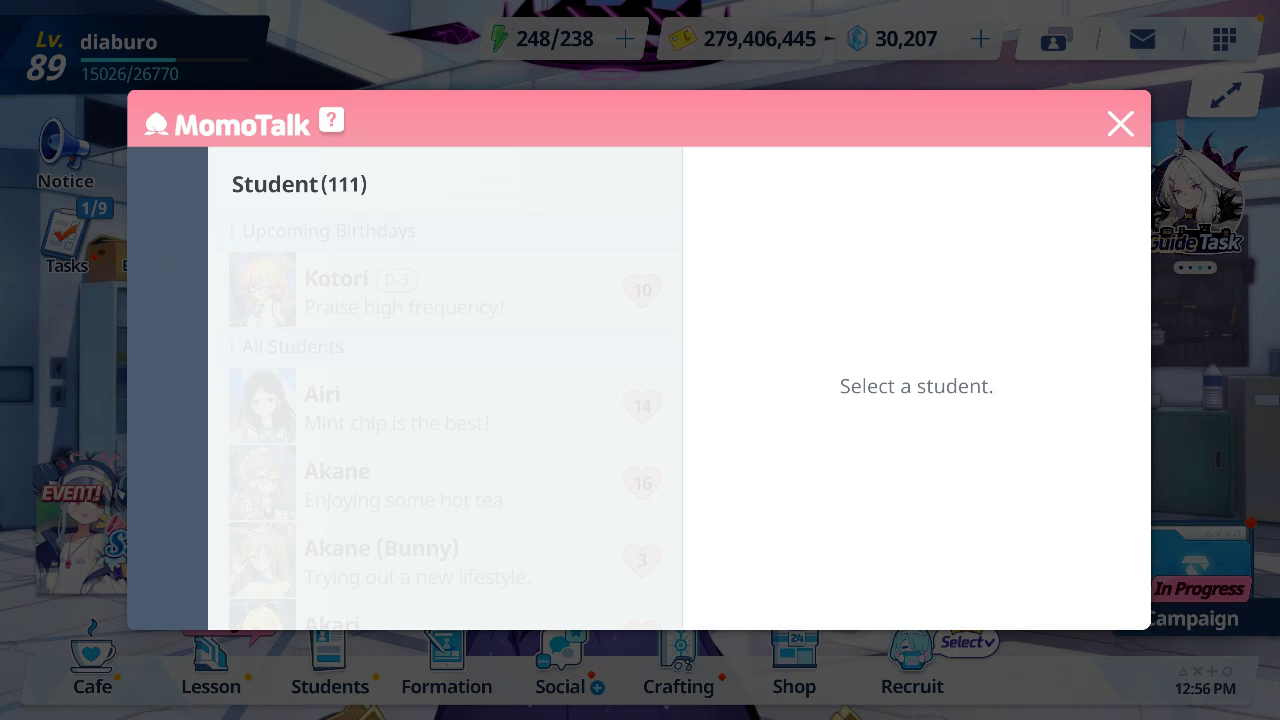 Lv. 89
diaburo
15026/26770
248/238
279,406,445
30,207
MomoTalk ?
Notice
1/9
Tasks
Guide Task
Student(111)
Upcoming Birthdays
Kotori D-3
Praise high frequency!
10
All Students
Airi
Mint chip is the best!
14
Akane
Enjoying some hot tea.
16
Akane (Bunny)
Trying out a new lifestyle.
3
Akari
Select a student.
EVENT!
In Progress
Campaign
Cafe
Lesson
Students
Formation
Social
Crafting
24
Shop
Recruit
Select
12:56 PM